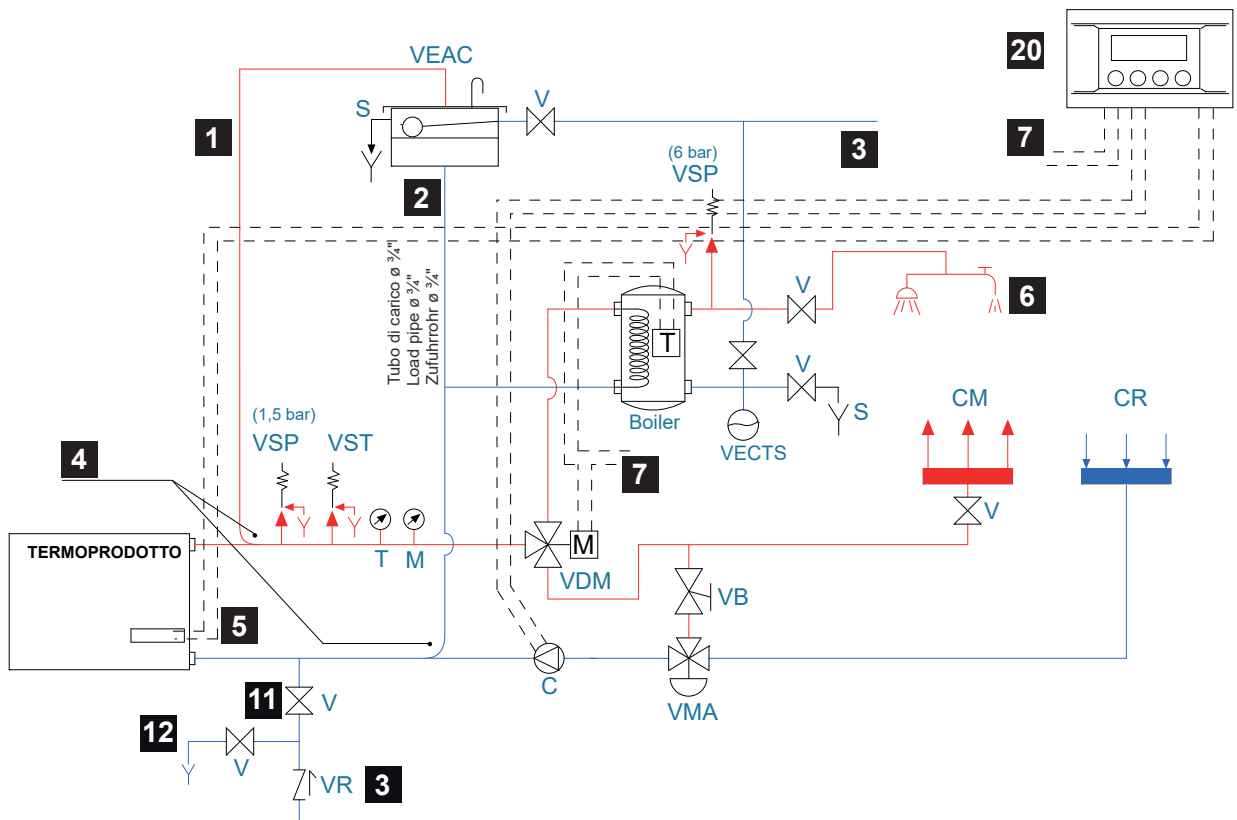 VEAC
20
S
V
1
3
7
(6 bar)
VSP
2
Tubo di carico ø ¾"
Load pipe ø ¾"
Zufuhrrohr ø ¾"
V
6
T
(1,5 bar)
V
CM
CR
VSP
VST
Boiler
S
VECTS
4
7
V
TERMOPRODOTTO
T
M
M
VDM
VB
5
C
VMA
11
V
12
V
VR
3